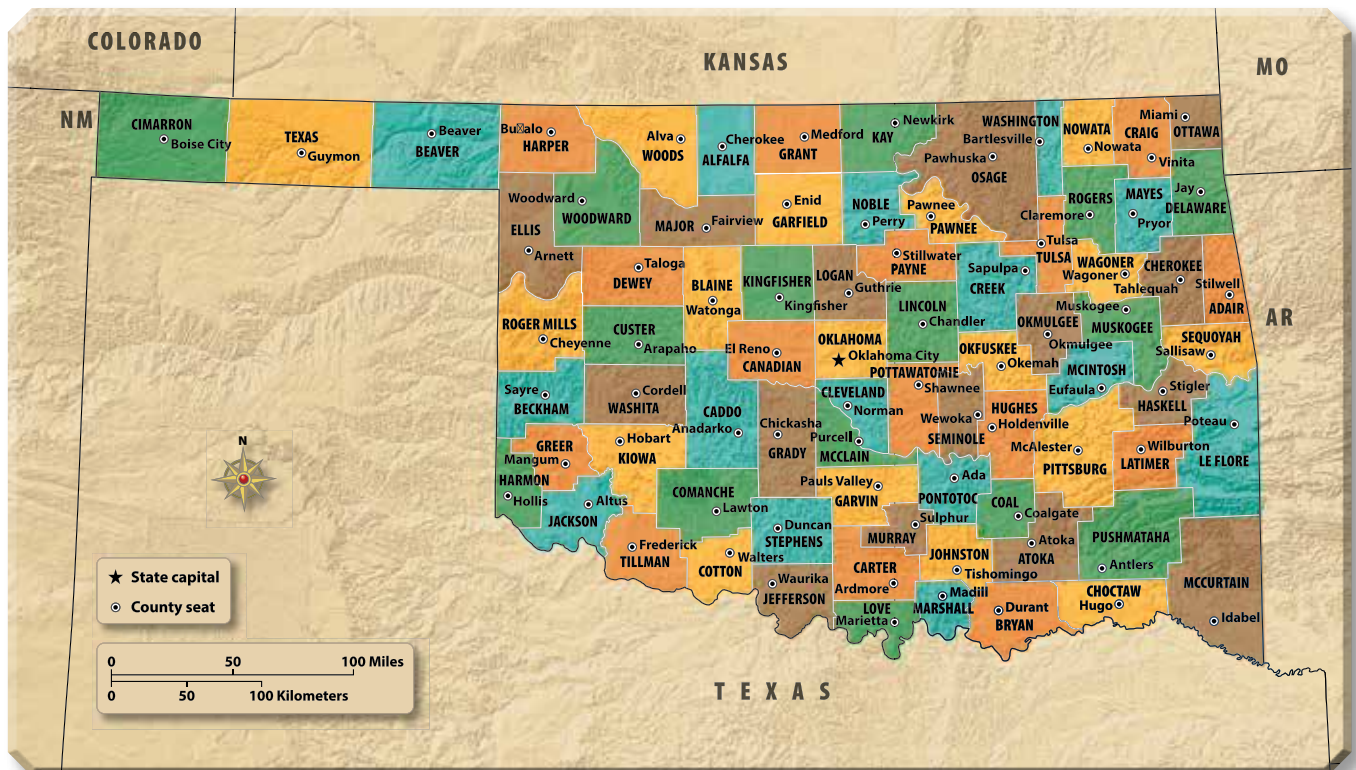 COLORADO
KANSAS
MO
NM
CIMARRON
Boise City
TEXAS
Guymon
Beaver
BEAVER
Bu☒alo
HARPER
Alva
WOODS
Cherokee
ALFALFA
Medford
GRANT
Newkirk
KAY
WASHINGTON
Bartlesville
Pawhuska
OSAGE
NOWATA
Nowata
CRAIG
Vinita
Miami
OTTAWA
Woodward
WOODWARD
ELLIS
Arnett
MAJOR
Fairview
Enid
GARFIELD
NOBLE
Perry
Pawnee
PAWNEE
ROGERS
Claremore
MAYES
Pryor
Jay
DELAWARE
Taloga
DEWEY
BLAINE
Watonga
KINGFISHER
Kingfisher
LOGAN
Guthrie
Stillwater
PAYNE
Sapulpa
CREEK
Tulsa
TULSA
WAGONER
Wagoner
CHEROKEE
Tahlequah
Stilwell
ADAIR
AR
ROGER MILLS
Cheyenne
CUSTER
Arapaho
El Reno
CANADIAN
OKLAHOMA
Oklahoma City
LINCOLN
Chandler
OKFUSKEE
Okemah
OKMULGEE
Okmulgee
Muskogee
MUSKOGEE
SEQUOYAH
Sallisaw
MCINTOSH
Eufaula
Sayre
BECKHAM
Cordell
WASHITA
CADDO
Anadarko
Chickasha
GRADY
CLEVELAND
Norman
Purcell
MCCLAIN
POTTAWATOMIE
Shawnee
Wewoka
SEMINOLE
HUGHES
Holdenville
McAlester
PITTSBURG
Stigler
HASKELL
Wilburton
LATIMER
Poteau
LE FLORE
GREER
Mangum
HARMON
Hollis
Hobart
KIOWA
Altus
JACKSON
COMANCHE
Lawton
Pauls Valley
GARVIN
Ada
PONTOTOC
COAL
Coalgate
Sulphur
MURRAY
Duncan
STEPHENS
Frederick
TILLMAN
Walters
COTTON
Waurika
JEFFERSON
CARTER
Ardmore
JOHNSTON
Tishomingo
Atoka
ATOKA
PUSHMATAHA
Antlers
MCCURTAIN
Idabel
LOVE
Marietta
Madill
MARSHALL
Durant
BRYAN
CHOCTAW
Hugo
TEXAS
N
State capital
County seat
0 50 100 Miles
0 50 100 Kilometers